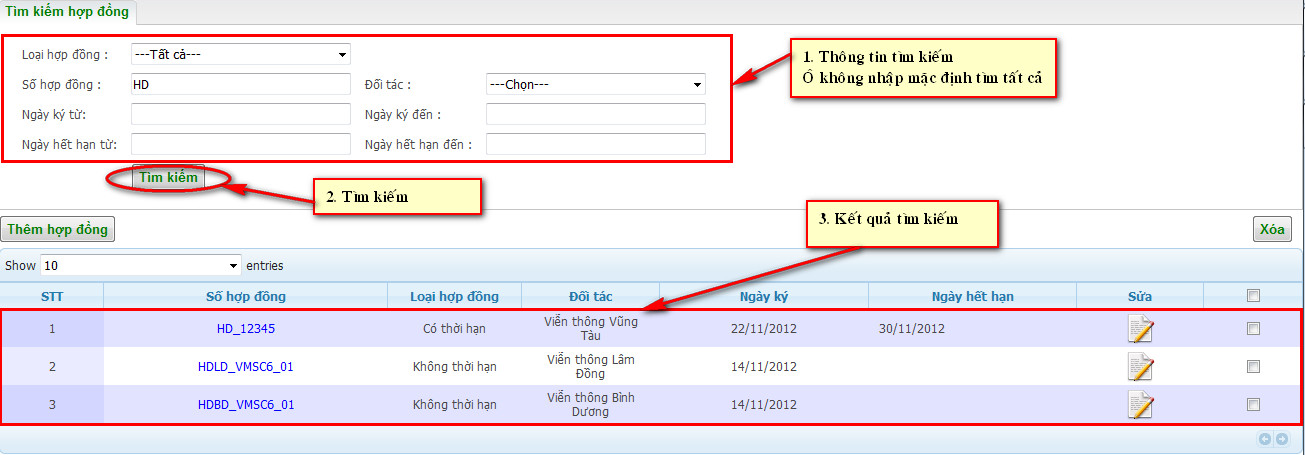 Tìm kiếm hợp đồng
Loại hợp đồng : ---Tất cả---
Số hợp đồng : HD Đối tác : ---Chọn---
Ngày ký từ: Ngày ký đến :
Ngày hết hạn từ: Ngày hết hạn đến :
1. Thông tin tìm kiếm
Ô không nhập mặc định tìm tất cả
Tìm kiếm
2. Tìm kiếm
3. Kết quả tìm kiếm
Thêm hợp đồng Xóa
Show 10 entries
STT Số hợp đồng Loại hợp đồng Đối tác Ngày ký Ngày hết hạn Sửa
1 HD_12345 Có thời hạn Viễn thông Vũng Tàu 22/11/2012 30/11/2012
2 HDLD_VMSC6_01 Không thời hạn Viễn thông Lâm Đồng 14/11/2012
3 HDBD_VMSC6_01 Không thời hạn Viễn thông Bình Dương 14/11/2012